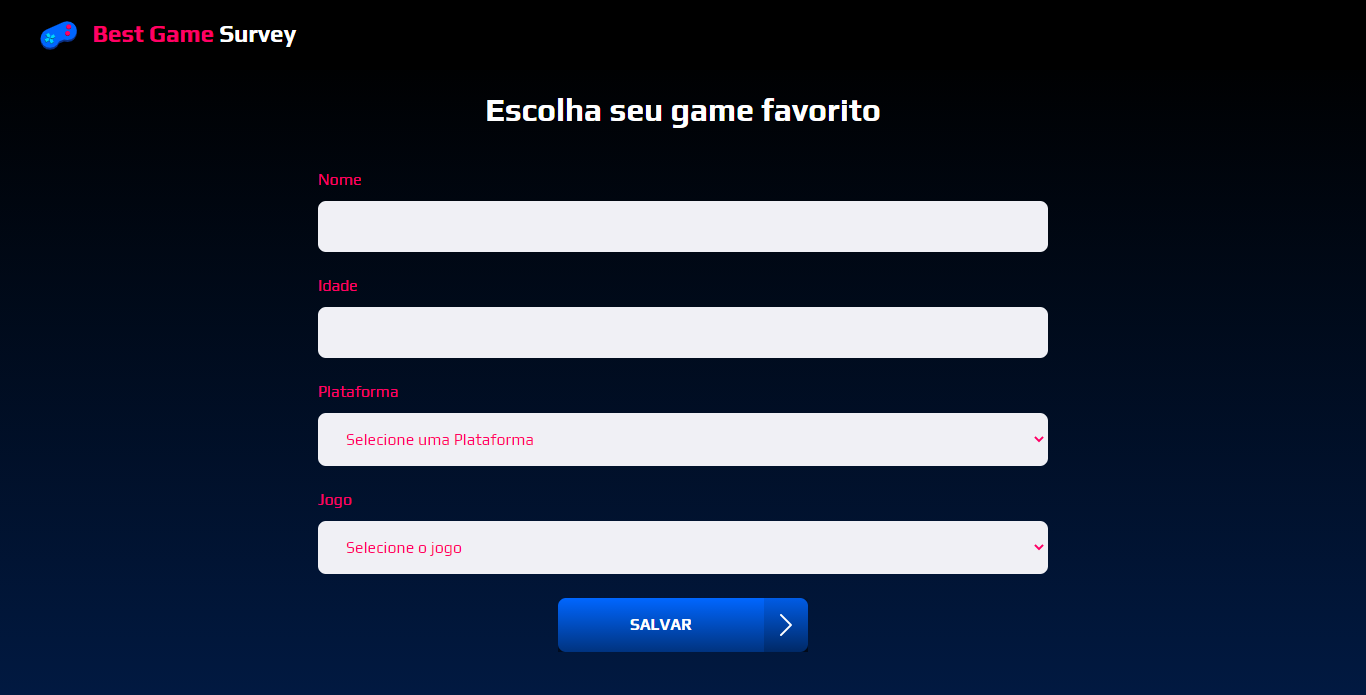 Best Game Survey
Escolha seu game favorito
Nome
Idade
Plataforma
Selecione uma Plataforma
Jogo
Selecione o jogo
SALVAR